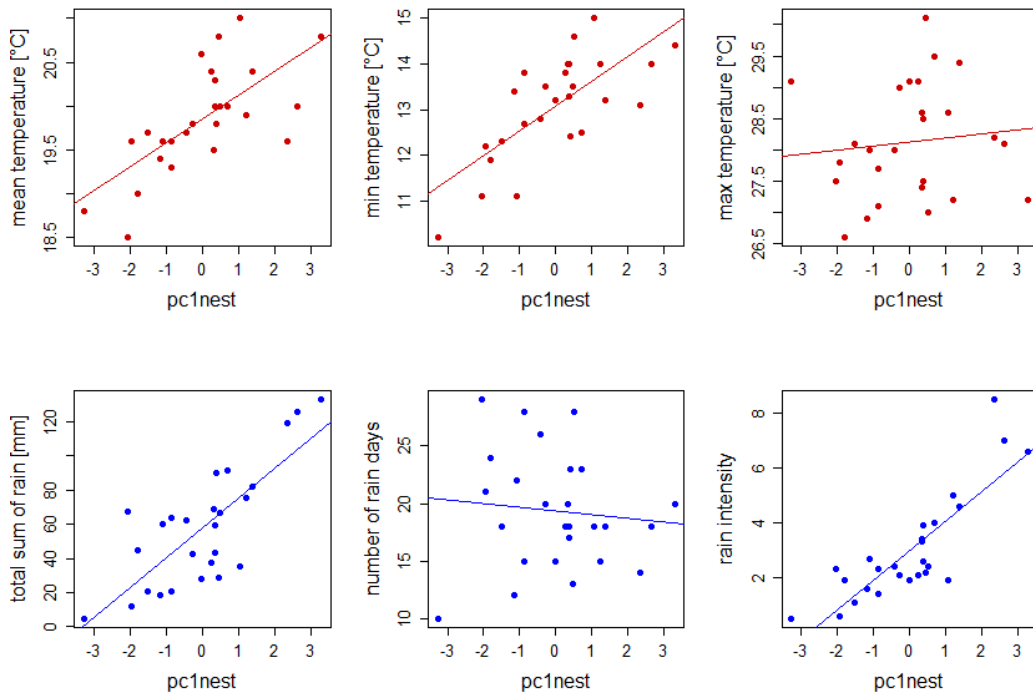 mean temperature [°C]
18.5 19.5 20.5
-3 -2 -1 0 1 2 3
pc1nest
min temperature [°C]
11 12 13 14 15
-3 -2 -1 0 1 2 3
pc1nest
max temperature [°C]
26.5 27.5 28.5 29.5
-3 -2 -1 0 1 2 3
pc1nest
total sum of rain [mm]
0 20 40 60 80 120
-3 -2 -1 0 1 2 3
pc1nest
number of rain days
10 15 20 25
-3 -2 -1 0 1 2 3
pc1nest
rain intensity
2 4 6 8
-3 -2 -1 0 1 2 3
pc1nest